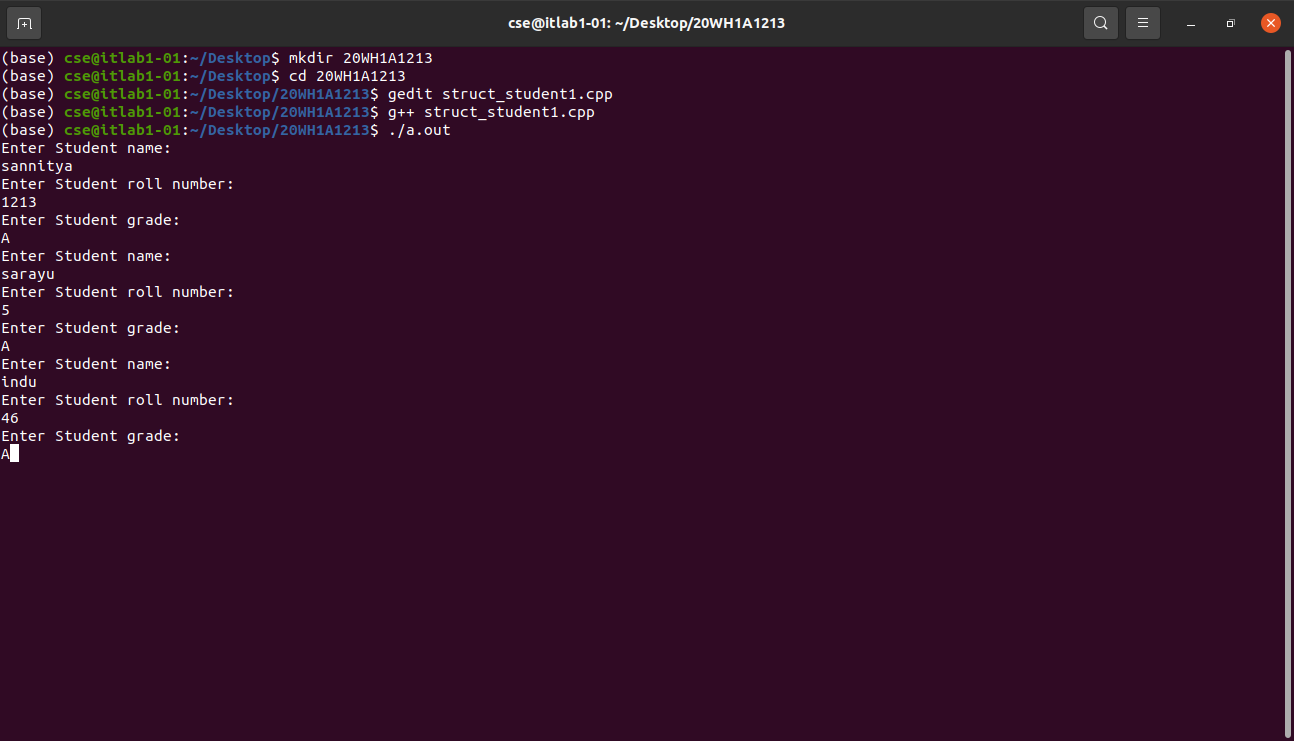 cse@itlab1-01: ~/Desktop/20WH1A1213
(base) cse@itlab1-01:~/Desktop$ mkdir 20WH1A1213
(base) cse@itlab1-01:~/Desktop$ cd 20WH1A1213
(base) cse@itlab1-01:~/Desktop/20WH1A1213$ gedit struct_student1.cpp
(base) cse@itlab1-01:~/Desktop/20WH1A1213$ g++ struct_student1.cpp
(base) cse@itlab1-01:~/Desktop/20WH1A1213$ ./a.out
Enter Student name:
sannitya
Enter Student roll number:
1213
Enter Student grade:
A
Enter Student name:
sarayu
Enter Student roll number:
5
Enter Student grade:
A
Enter Student name:
indu
Enter Student roll number:
46
Enter Student grade:
A